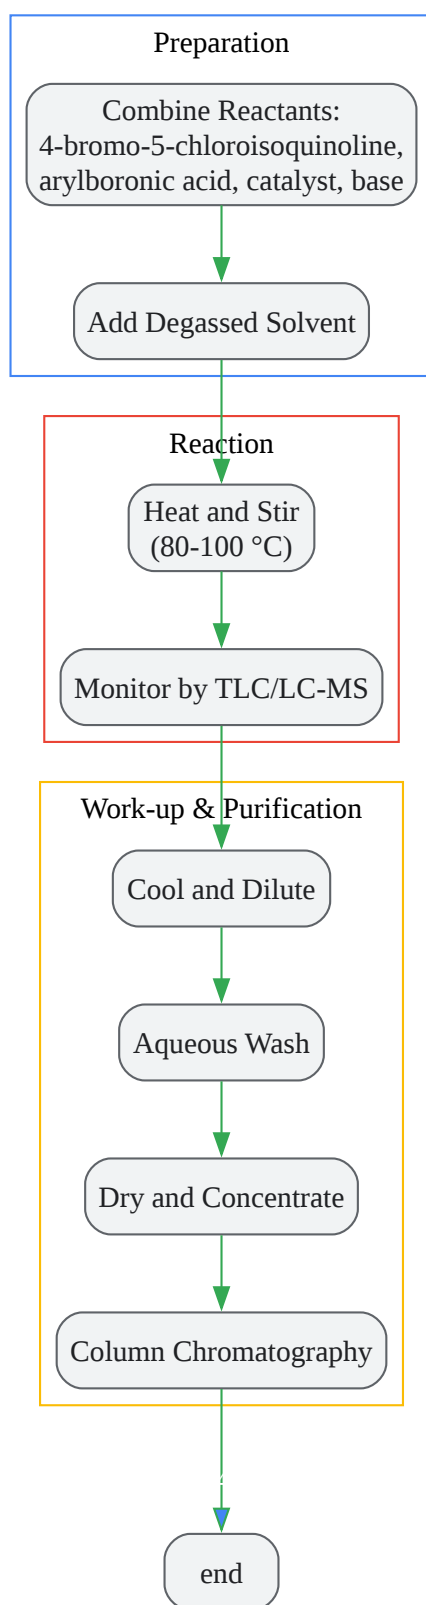 Preparation
Combine Reactants:
4-bromo-5-chloroisoquinoline,
arylboronic acid, catalyst, base
Add Degassed Solvent
Reaction
Heat and Stir
(80-100 °C)
Monitor by TLC/LC-MS
Work-up & Purification
Cool and Dilute
Aqueous Wash
Dry and Concentrate
Column Chromatography
end